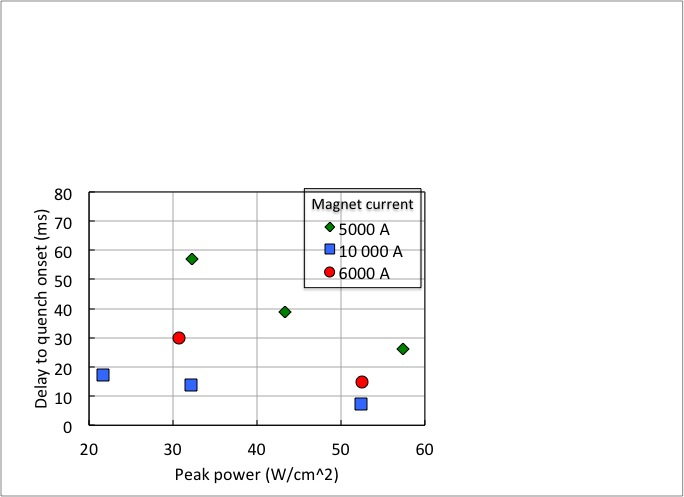 Magnet current
5000 A
10 000 A
6000 A
80
70
60
50
40
30
20
10
0
Delay to quench onset (ms)
20 30 40 50 60
Peak power (W/cm^2)